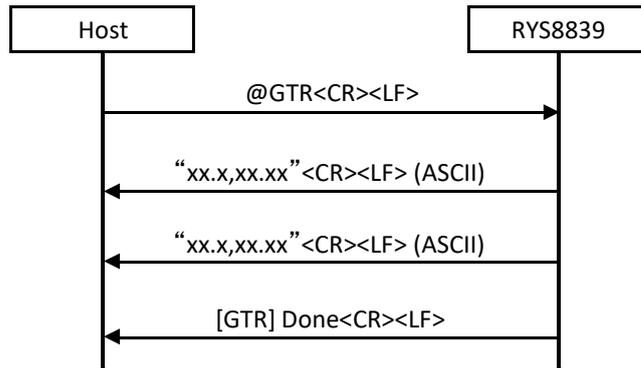 Host
RYS8839
@GTR<CR><LF>
“xx.x,xx.xx”<CR><LF> (ASCII)
“xx.x,xx.xx”<CR><LF> (ASCII)
[GTR] Done<CR><LF>